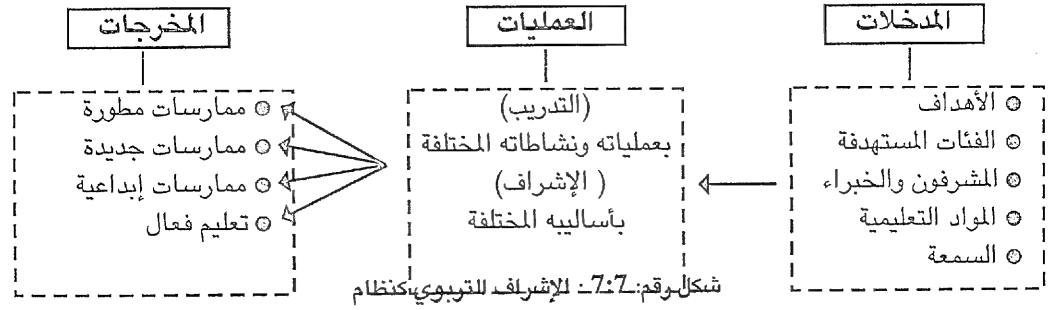 المدخلات
الأهداف
الفئات المستهدفة
المشرفون والخبراء
المواد التعليمية
السمعة
العمليات
(التدريب)
بعملياته ونشاطاته المختلفة
( الإشراف)
بأساليبه المختلفة
المخرجات
ممارسات مطورة
ممارسات جديدة
ممارسات إبداعية
تعليم فعال
شكل رقم: 7:7- الإشراف التربوي كنظام